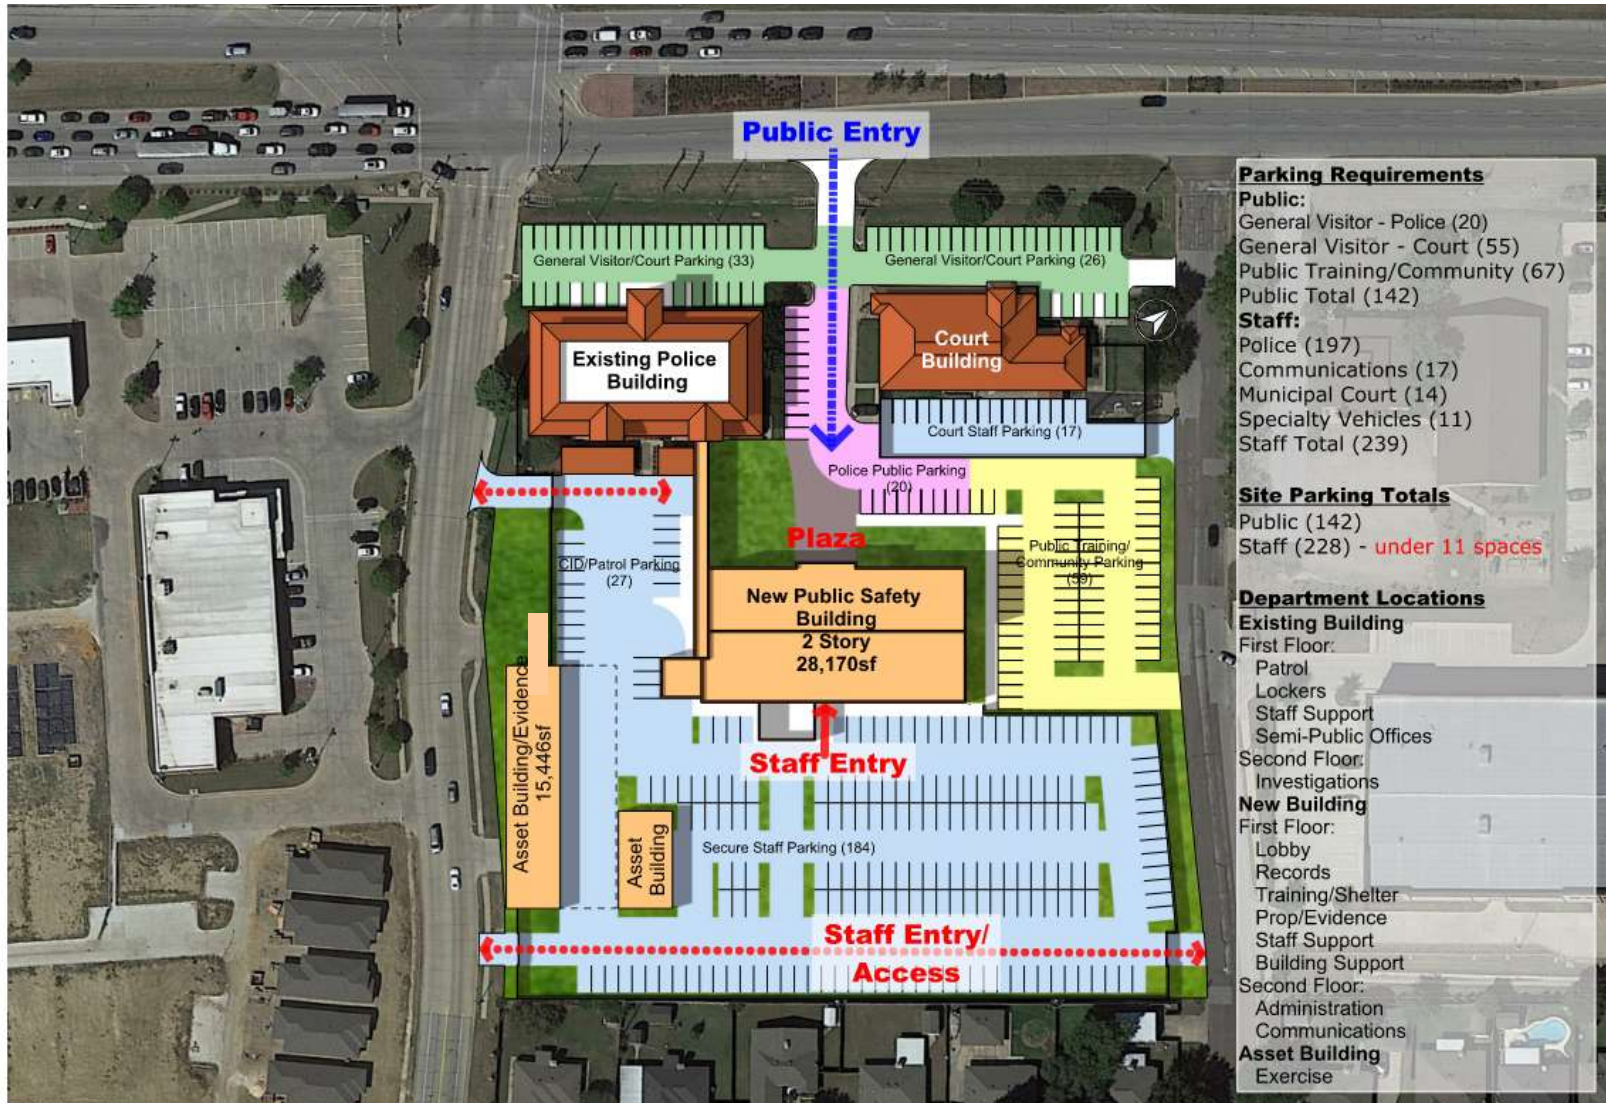 Public Entry
General Visitor/Court Parking (33)
General Visitor/Court Parking (26)
Existing Police
Building
Court
Building
Court Staff Parking (17)
Police Public Parking
(20)
Plaza
CID/Patrol Parking
(27)
Public Training/
Community Parking
(59)
New Public Safety
Building
2 Story
28,170sf
Asset Building/Evidence
15,446sf
Staff Entry
Asset
Building
Secure Staff Parking (184)
Staff Entry/
Access
Parking Requirements
Public:
General Visitor - Police (20)
General Visitor - Court (55)
Public Training/Community (67)
Public Total (142)
Staff:
Police (197)
Communications (17)
Municipal Court (14)
Specialty Vehicles (11)
Staff Total (239)
Site Parking Totals
Public (142)
Staff (228) - under 11 spaces
Department Locations
Existing Building
First Floor:
Patrol
Lockers
Staff Support
Semi-Public Offices
Second Floor:
Investigations
New Building
First Floor:
Lobby
Records
Training/Shelter
Prop/Evidence
Staff Support
Building Support
Second Floor:
Administration
Communications
Asset Building
Exercise